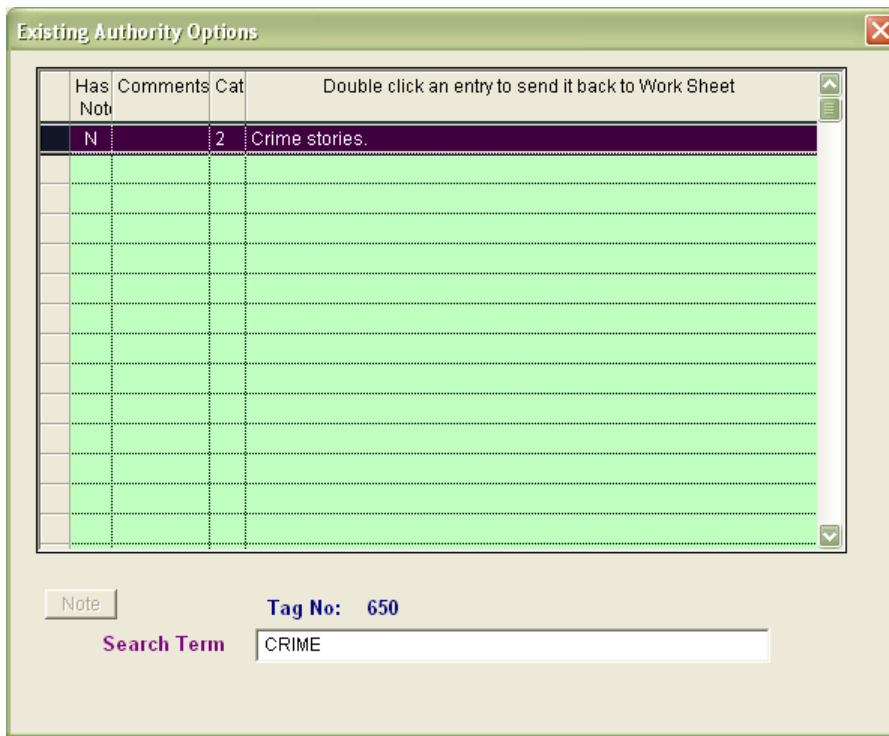 Existing Authority Options
Has Comments Cat Double click an entry to send it back to Work Sheet
Not
N 2 Crime stories.
Note
Tag No: 650
Search Term CRIME